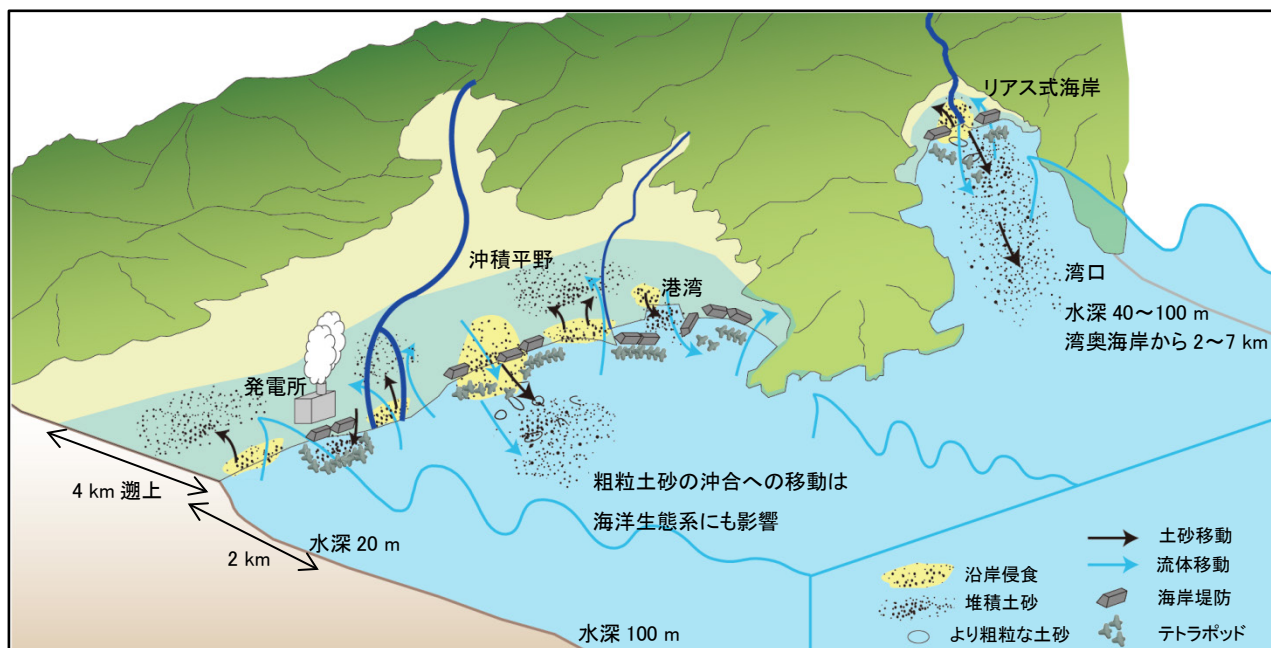 リアス式海岸
沖積平野
港湾
湾口
水深 40～100 m
湾奥海岸から 2～7 km
発電所
4 km 遡上
粗粒土砂の沖合への移動は
海洋生態系にも影響
2 km
水深 20 m
水深 100 m
沿岸侵食
堆積土砂
より粗粒な土砂
土砂移動
流体移動
海岸堤防
テトラポッド